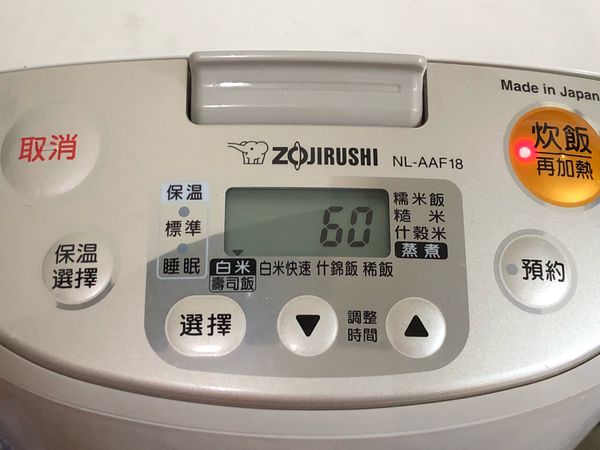 Made in Japan
取消
炊飯
再加熱
ZOJIRUSHI NL-AAF18
保温
標準
睡眠
60
糯米飯
糙米
什穀米
蒸煮
保温
選擇
預約
白米 白米快速 什錦飯 稀飯
壽司飯
選擇
調整
時間